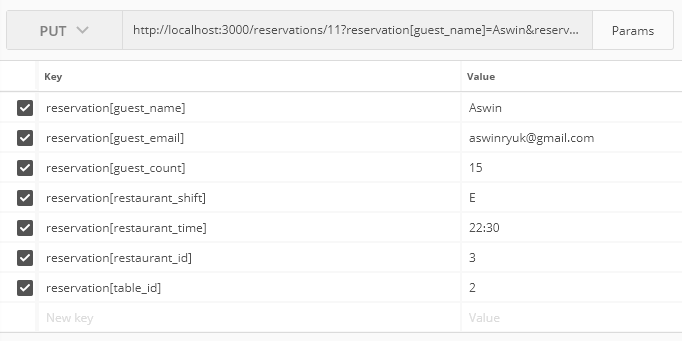 PUT http://localhost:3000/reservations/11?reservation[guest_name]=Aswin&reserv... Params
Key Value
reservation[guest_name] Aswin
reservation[guest_email] aswinryuk@gmail.com
reservation[guest_count] 15
reservation[restaurant_shift] E
reservation[restaurant_time] 22:30
reservation[restaurant_id] 3
reservation[table_id] 2
New key Value